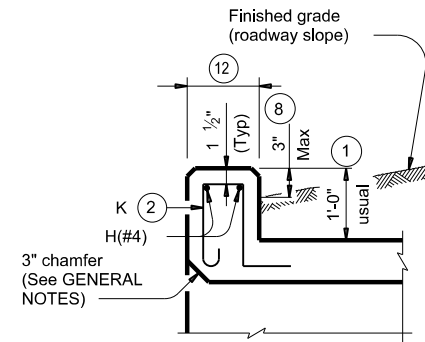 Finished grade
(roadway slope)
12
8
1 1/2"
(Typ)
3"
Max
1
1'-0"
usual
K 2
H(#4)
3" chamfer
(See GENERAL
NOTES)